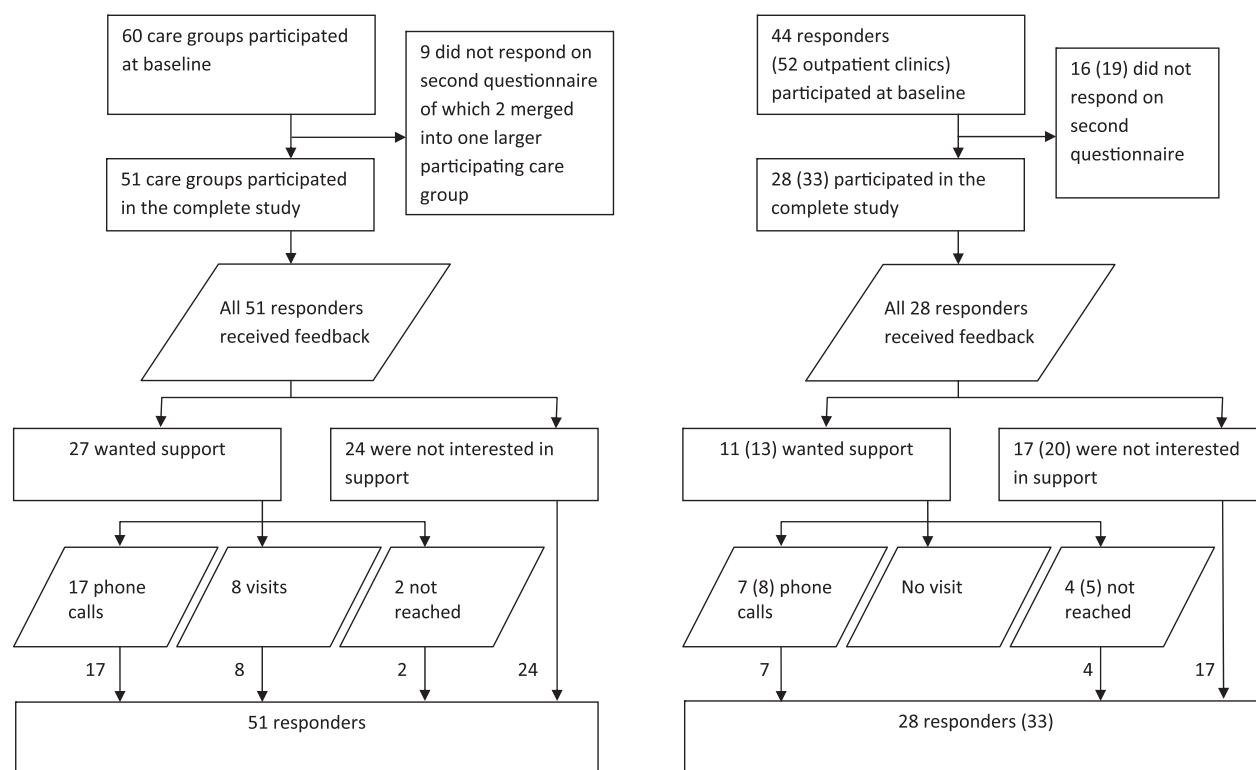 60 care groups participated
at baseline
9 did not respond on
second questionnaire
of which 2 merged
into one larger
participating care
group
51 care groups participated
in the complete study
All 51 responders
received feedback
27 wanted support
24 were not interested in
support
17 phone
calls
8 visits
2 not
reached
17
8
2
24
51 responders
44 responders
(52 outpatient clinics)
participated at baseline
16 (19) did not
respond on
second
questionnaire
28 (33) participated in the
complete study
All 28 responders
received feedback
11 (13) wanted support
17 (20) were not interested
in support
7 (8) phone
calls
No visit
4 (5) not
reached
7
4
17
28 responders (33)